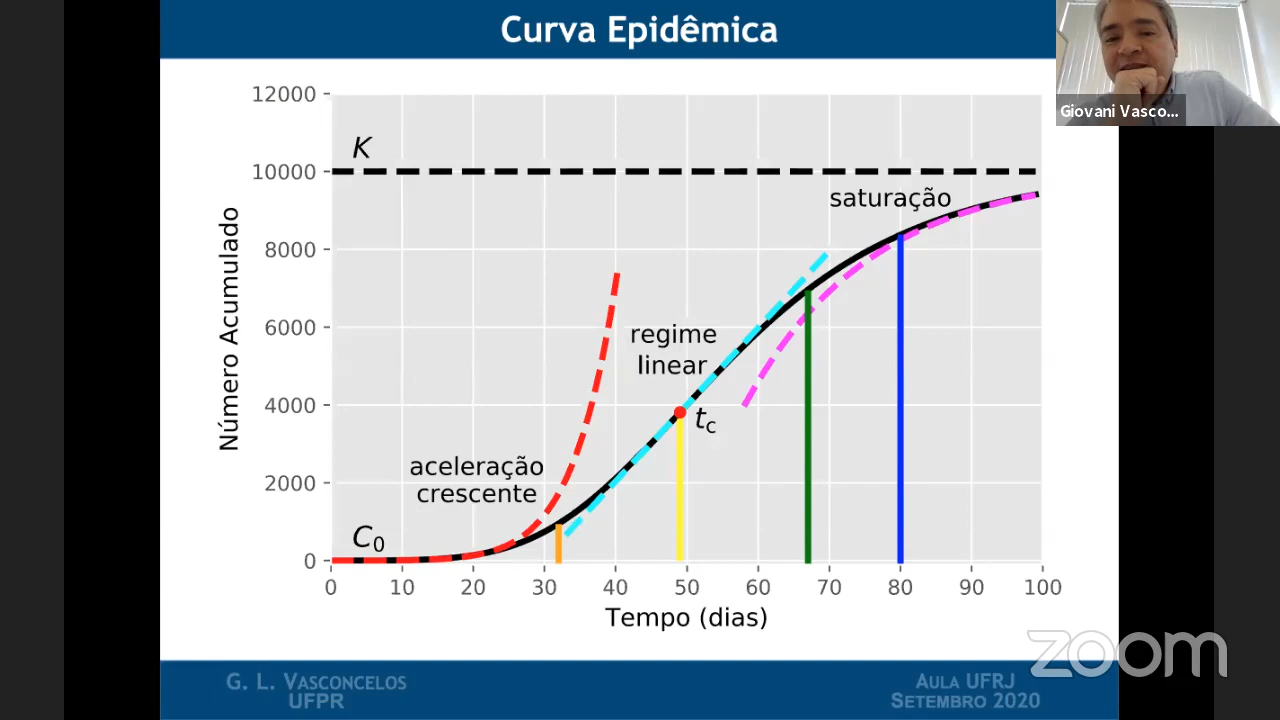 Curva Epidêmica
Giovani Vasco...
12000
10000
8000
6000
4000
2000
0
Número Acumulado
K
saturação
regime
linear
t_c
aceleração
crescente
C_0
0 10 20 30 40 50 60 70 80 90 100
Tempo (dias)
zoom
G. L. VASCONCELOS
UFPR
AULA UFRJ
SETEMBRO 2020